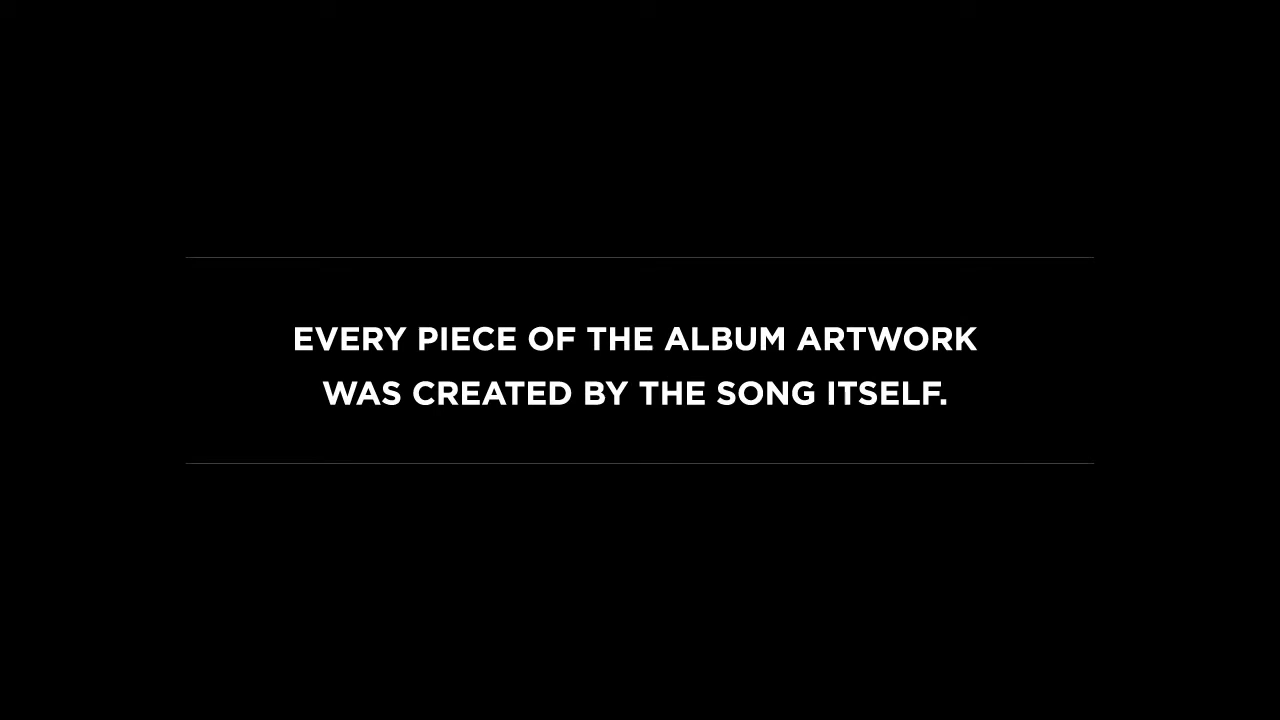 EVERY PIECE OF THE ALBUM ARTWORK
WAS CREATED BY THE SONG ITSELF.